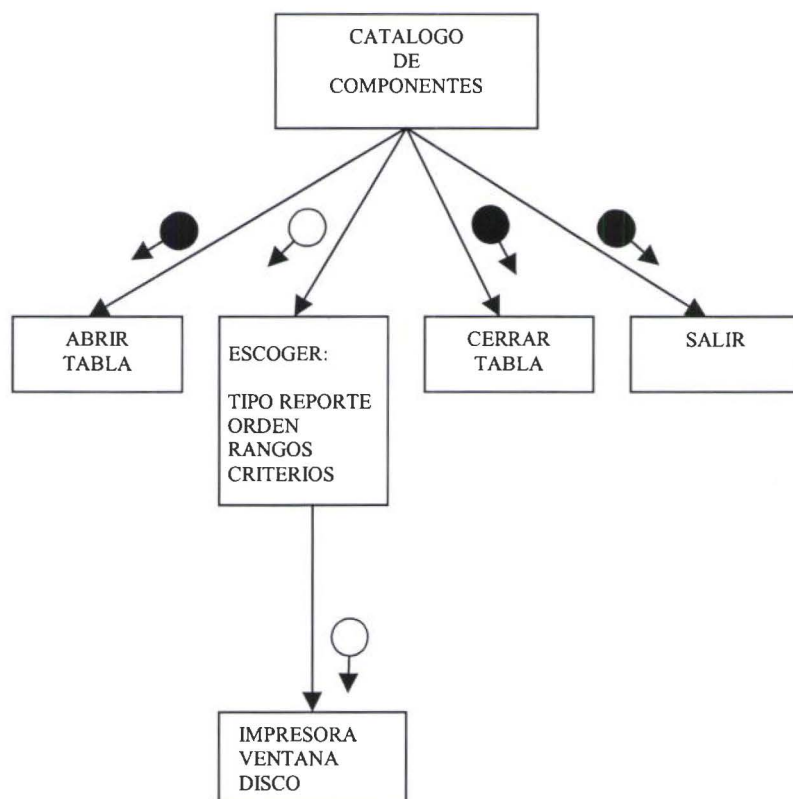 CATALOGO
DE
COMPONENTES
ABRIR
TABLA
ESCOGER:
TIPO REPORTE
ORDEN
RANGOS
CRITERIOS
CERRAR
TABLA
SALIR
IMPRESORA
VENTANA
DISCO